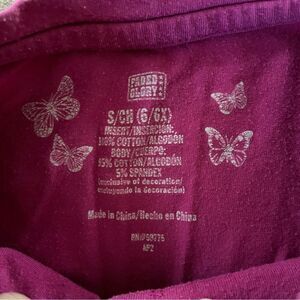 FADED
GLORY
S/CH (6/6X)
INSERT/INSERCIÓN:
100% COTTON/ALGODÓN
BODY/CUERPO:
95% COTTON/ALGODÓN
5% SPANDEX
(exclusive of decoration/
excluyendo la decoración)
Made in China/Hecho en China
AP2